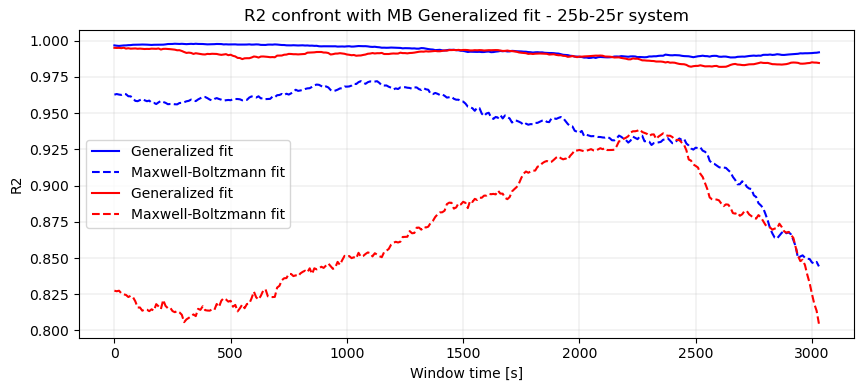 R2 confront with MB Generalized fit - 25b-25r system
1.000
0.975
0.950
0.925
0.900
0.875
0.850
0.825
0.800
R2
Generalized fit
Maxwell-Boltzmann fit
Generalized fit
Maxwell-Boltzmann fit
0 500 1000 1500 2000 2500 3000
Window time [s]